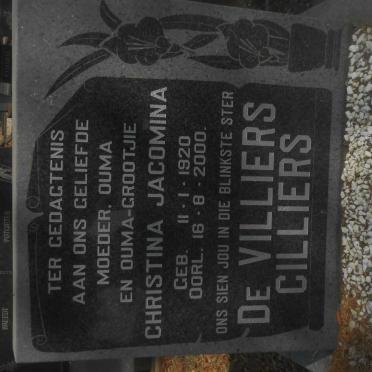 TER GEDACTENIS
AAN ONS GELIEFDE
MOEDER, OUMA
EN OUMA-GROOTJIE
CHRISTINA JACOMINA
GEB. 11·1·1920
OORL. 16·8·2000.
ONS SIEN JOU IN DIE BLINKSTE STER
DE VILLIERS
CILLIERS